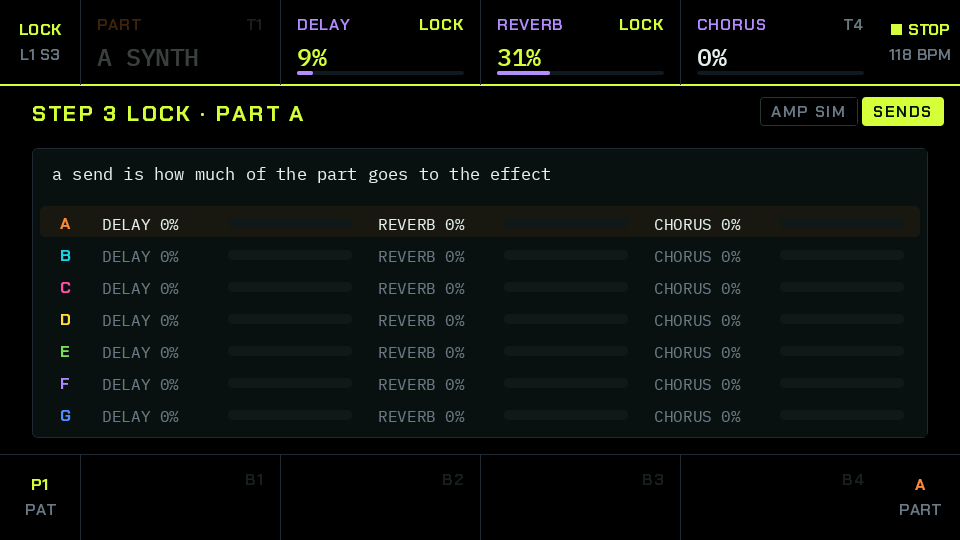 LOCK
L1 S3
PART T1
A SYNTH
DELAY LOCK
9%
REVERB LOCK
31%
CHORUS T4
0%
STOP
118 BPM
STEP 3 LOCK · PART A
AMP SIM SENDS
a send is how much of the part goes to the effect
A DELAY 0% REVERB 0% CHORUS 0%
B DELAY 0% REVERB 0% CHORUS 0%
C DELAY 0% REVERB 0% CHORUS 0%
D DELAY 0% REVERB 0% CHORUS 0%
E DELAY 0% REVERB 0% CHORUS 0%
F DELAY 0% REVERB 0% CHORUS 0%
G DELAY 0% REVERB 0% CHORUS 0%
P1
PAT
B1
B2
B3
B4
A
PART